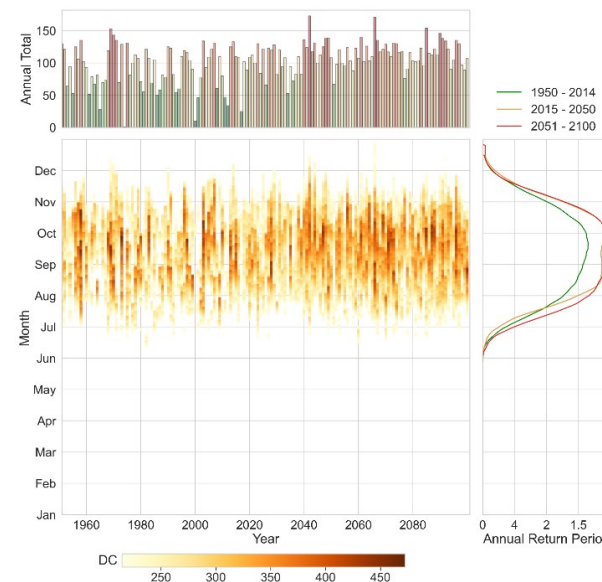 Annual Total
150
100
50
0
1950 - 2014
2015 - 2050
2051 - 2100
Month
Dec
Nov
Oct
Sep
Aug
Jul
Jun
May
Apr
Mar
Feb
Jan
1960 1980 2000 2020 2040 2060 2080
Year
0 4 2 1.5
Annual Return Perio
DC
250 300 350 400 450